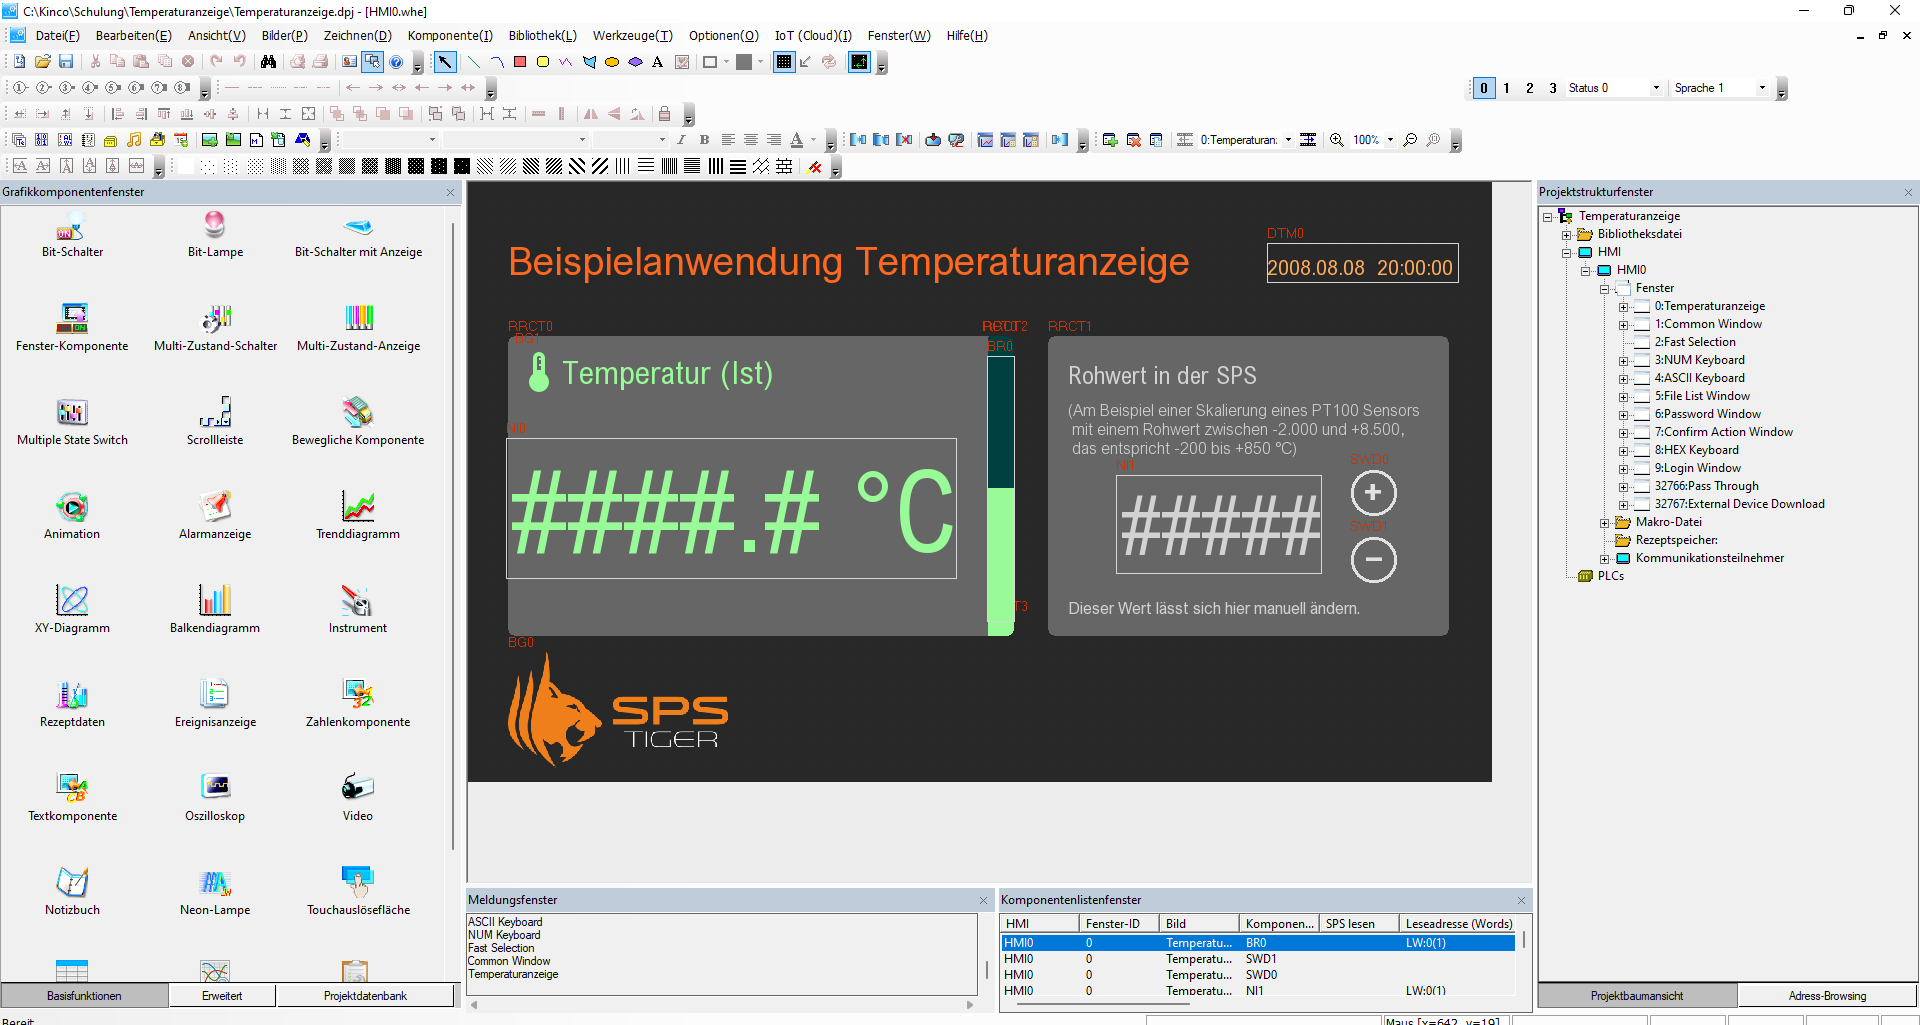 C:\Kinco\Schulung\Temperaturanzeige\Temperaturanzeige.dpj - [HMI0.whe]
Datei(F) Bearbeiten(E) Ansicht(V) Bilder(P) Zeichnen(D) Komponente(I) Bibliothek(L) Werkzeuge(T) Optionen(O) IoT (Cloud)(I) Fenster(W) Hilfe(H)
0 1 2 3 Status 0 Sprache 1
0:Temperaturan: 100%
Grafikkomponentenfenster
Bit-Schalter Bit-Lampe Bit-Schalter mit Anzeige
Fenster-Komponente Multi-Zustand-Schalter Multi-Zustand-Anzeige
Multiple State Switch Scrollleiste Bewegliche Komponente
Animation Alarmanzeige Trenddiagramm
XY-Diagramm Balkendiagramm Instrument
Rezeptdaten Ereignisanzeige Zahlenkomponente
Textkomponente Oszilloskop Video
Notizbuch Neon-Lampe Touchauslösefläche
Basisfunktionen Erweitert Projektdatenbank
Beispielanwendung Temperaturanzeige
DTM0
2008.08.08 20:00:00
RRCT0
RRCT2
RRCT1
BG1
BR0
Temperatur (Ist)
NI0
####.# °C
BG0
Rohwert in der SPS
(Am Beispiel einer Skalierung eines PT100 Sensors
mit einem Rohwert zwischen -2.000 und +8.500,
das entspricht -200 bis +850 °C)
NI1
SWD0
#####
+
SWD1
−
T3
Dieser Wert lässt sich hier manuell ändern.
SPS
TIGER
Meldungsfenster
ASCII Keyboard
NUM Keyboard
Fast Selection
Common Window
Temperaturanzeige
Komponentenlistenfenster
HMI Fenster-ID Bild Komponen... SPS lesen Leseadresse (Words)
HMI0 0 Temperatu... BR0 LW:0(1)
HMI0 0 Temperatu... SWD1
HMI0 0 Temperatu... SWD0
HMI0 0 Temperatu... NI1 LW:0(1)
Projektstrukturfenster
Temperaturanzeige
Bibliotheksdatei
HMI
HMI0
Fenster
0:Temperaturanzeige
1:Common Window
2:Fast Selection
3:NUM Keyboard
4:ASCII Keyboard
5:File List Window
6:Password Window
7:Confirm Action Window
8:HEX Keyboard
9:Login Window
32766:Pass Through
32767:External Device Download
Makro-Datei
Rezeptspeicher:
Kommunikationsteilnehmer
PLCs
Projektbaumansicht Adress-Browsing
Bereit
Maus [x=642, y=19]